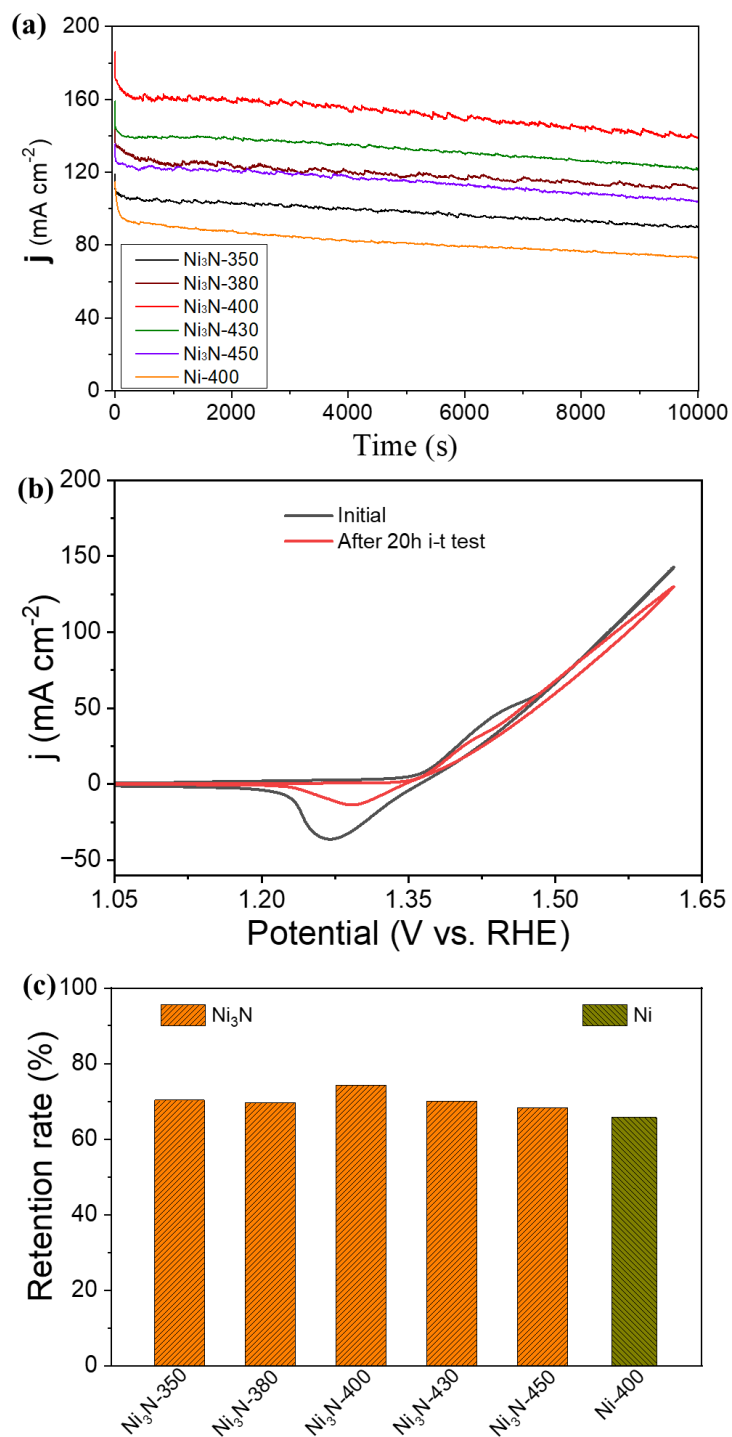 (a)
200
160
120
80
40
0
j (mA cm⁻²)
Ni₃N-350
Ni₃N-380
Ni₃N-400
Ni₃N-430
Ni₃N-450
Ni-400
0 2000 4000 6000 8000 10000
Time (s)
(b)
200
150
100
50
0
−50
j (mA cm⁻²)
Initial
After 20h i-t test
1.05 1.20 1.35 1.50 1.65
Potential (V vs. RHE)
(c)
100
80
60
40
20
0
Retention rate (%)
Ni₃N
Ni
Ni₃N-350
Ni₃N-380
Ni₃N-400
Ni₃N-430
Ni₃N-450
Ni-400